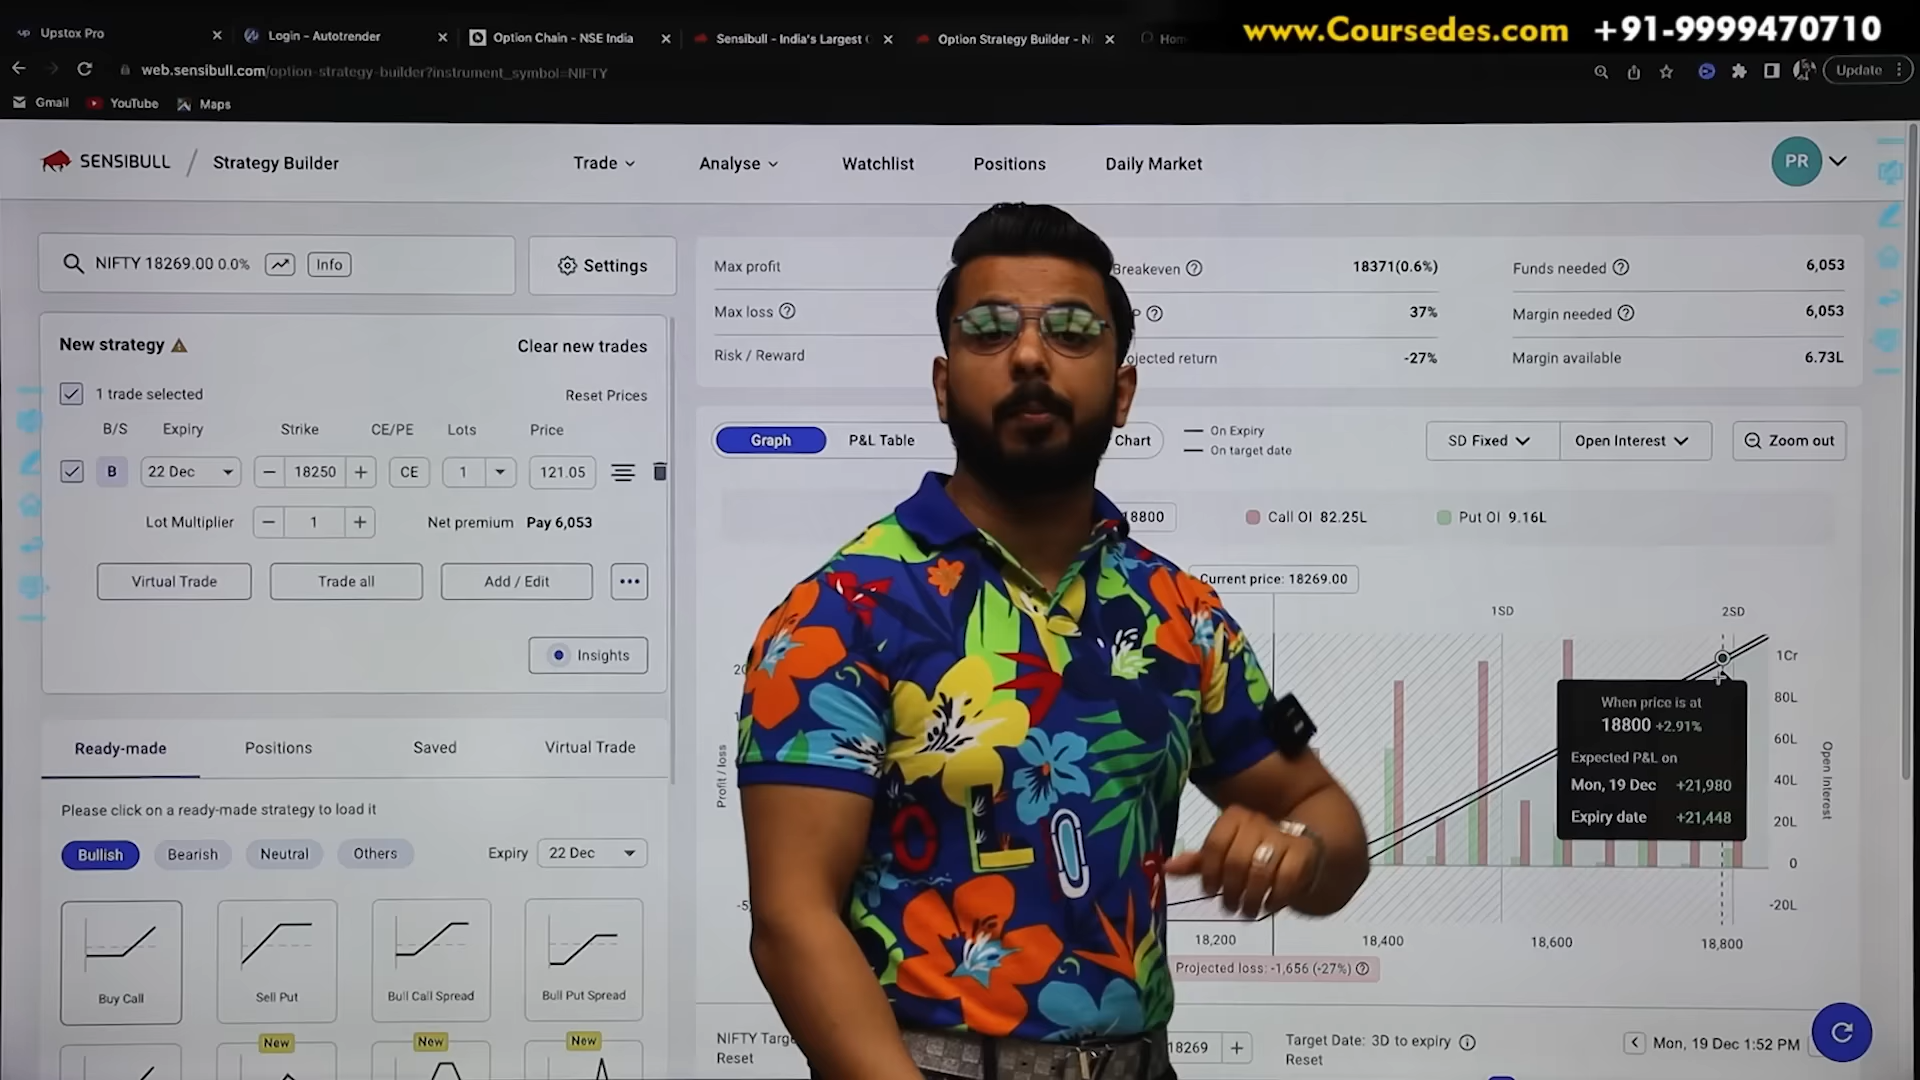 Upstox Pro
Login - Autotrender
Option Chain - NSE India
Sensibull - India's Largest
Option Strategy Builder - N
www.Coursedes.com +91-9999470710
web.sensibull.com/option-strategy-builder?instrument_symbol=NIFTY
Update
Gmail
YouTube
Maps
SENSIBULL / Strategy Builder
Trade
Analyse
Watchlist
Positions
Daily Market
PR
NIFTY 18269.00 0.0%
Info
Settings
Max profit
Max loss
Risk / Reward
Breakeven 18371(0.6%)
37%
ojected return -27%
Funds needed 6,053
Margin needed 6,053
Margin available 6.73L
New strategy
Clear new trades
1 trade selected
Reset Prices
B/S Expiry Strike CE/PE Lots Price
B 22 Dec − 18250 + CE 1 121.05
Lot Multiplier − 1 + Net premium Pay 6,053
Virtual Trade
Trade all
Add / Edit
Insights
Graph
P&L Table
Chart
On Expiry
On target date
SD Fixed
Open Interest
Zoom out
18800
Call OI 82.25L
Put OI 9.16L
Current price: 18269.00
1SD
2SD
When price is at
18800 +2.91%
Expected P&L on
Mon, 19 Dec +21,980
Expiry date +21,448
1Cr
80L
60L
40L
20L
0
-20L
Profit / loss
Open Interest
18,200
18,400
18,600
18,800
Projected loss: -1,656 (-27%)
Ready-made
Positions
Saved
Virtual Trade
Please click on a ready-made strategy to load it
Bullish
Bearish
Neutral
Others
Expiry 22 Dec
Buy Call
Sell Put
Bull Call Spread
Bull Put Spread
New
New
New
NIFTY Targ
Reset
18269 +
Target Date: 3D to expiry
Reset
Mon, 19 Dec 1:52 PM